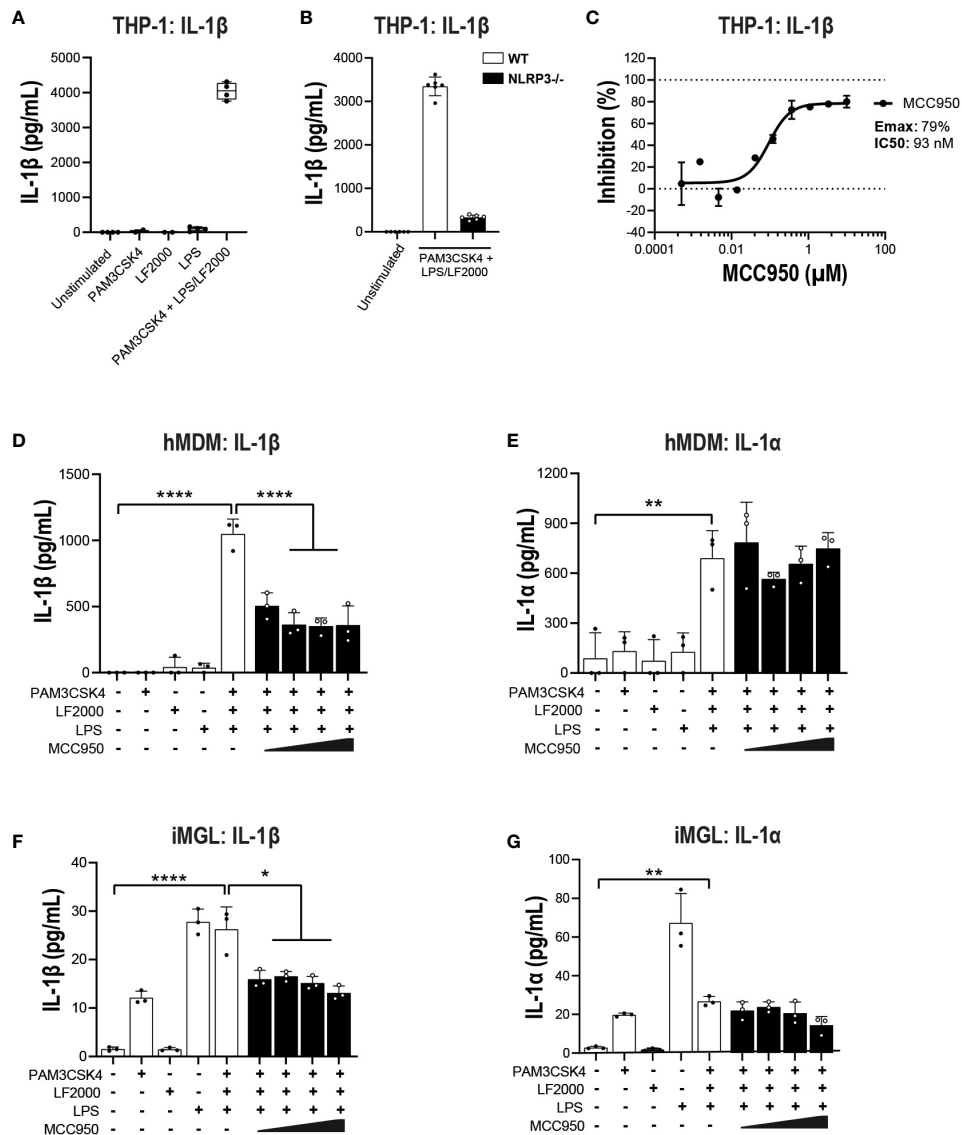 A
THP-1: IL-1β
IL-1β (pg/mL)
5000
4000
3000
2000
1000
0
Unstimulated
PAM3CSK4
LF2000
LPS
PAM3CSK4 + LPS/LF2000
B
THP-1: IL-1β
WT
NLRP3-/-
IL-1β (pg/mL)
4000
3000
2000
1000
0
Unstimulated
PAM3CSK4 +
LPS/LF2000
C
THP-1: IL-1β
Inhibition (%)
120
100
80
60
40
20
0
-20
-40
0.0001 0.01 1 100
MCC950 (µM)
MCC950
Emax: 79%
IC50: 93 nM
D
hMDM: IL-1β
IL-1β (pg/mL)
1500
1000
500
0
**** ****
PAM3CSK4 - + - - + + + + +
LF2000 - - + - + + + + +
LPS - - - + + + + + +
MCC950 - - - - -
E
hMDM: IL-1α
IL-1α (pg/mL)
1200
900
600
300
0
**
PAM3CSK4 - + - - + + + + +
LF2000 - - + - + + + + +
LPS - - - + + + + + +
MCC950 - - - - -
F
iMGL: IL-1β
IL-1β (pg/mL)
40
30
20
10
0
**** *
PAM3CSK4 - + - - + + + + +
LF2000 - - + - + + + + +
LPS - - - + + + + + +
MCC950 - - - - -
G
iMGL: IL-1α
IL-1α (pg/mL)
100
80
60
40
20
0
**
PAM3CSK4 - + - - + + + + +
LF2000 - - + - + + + + +
LPS - - - + + + + + +
MCC950 - - - - -